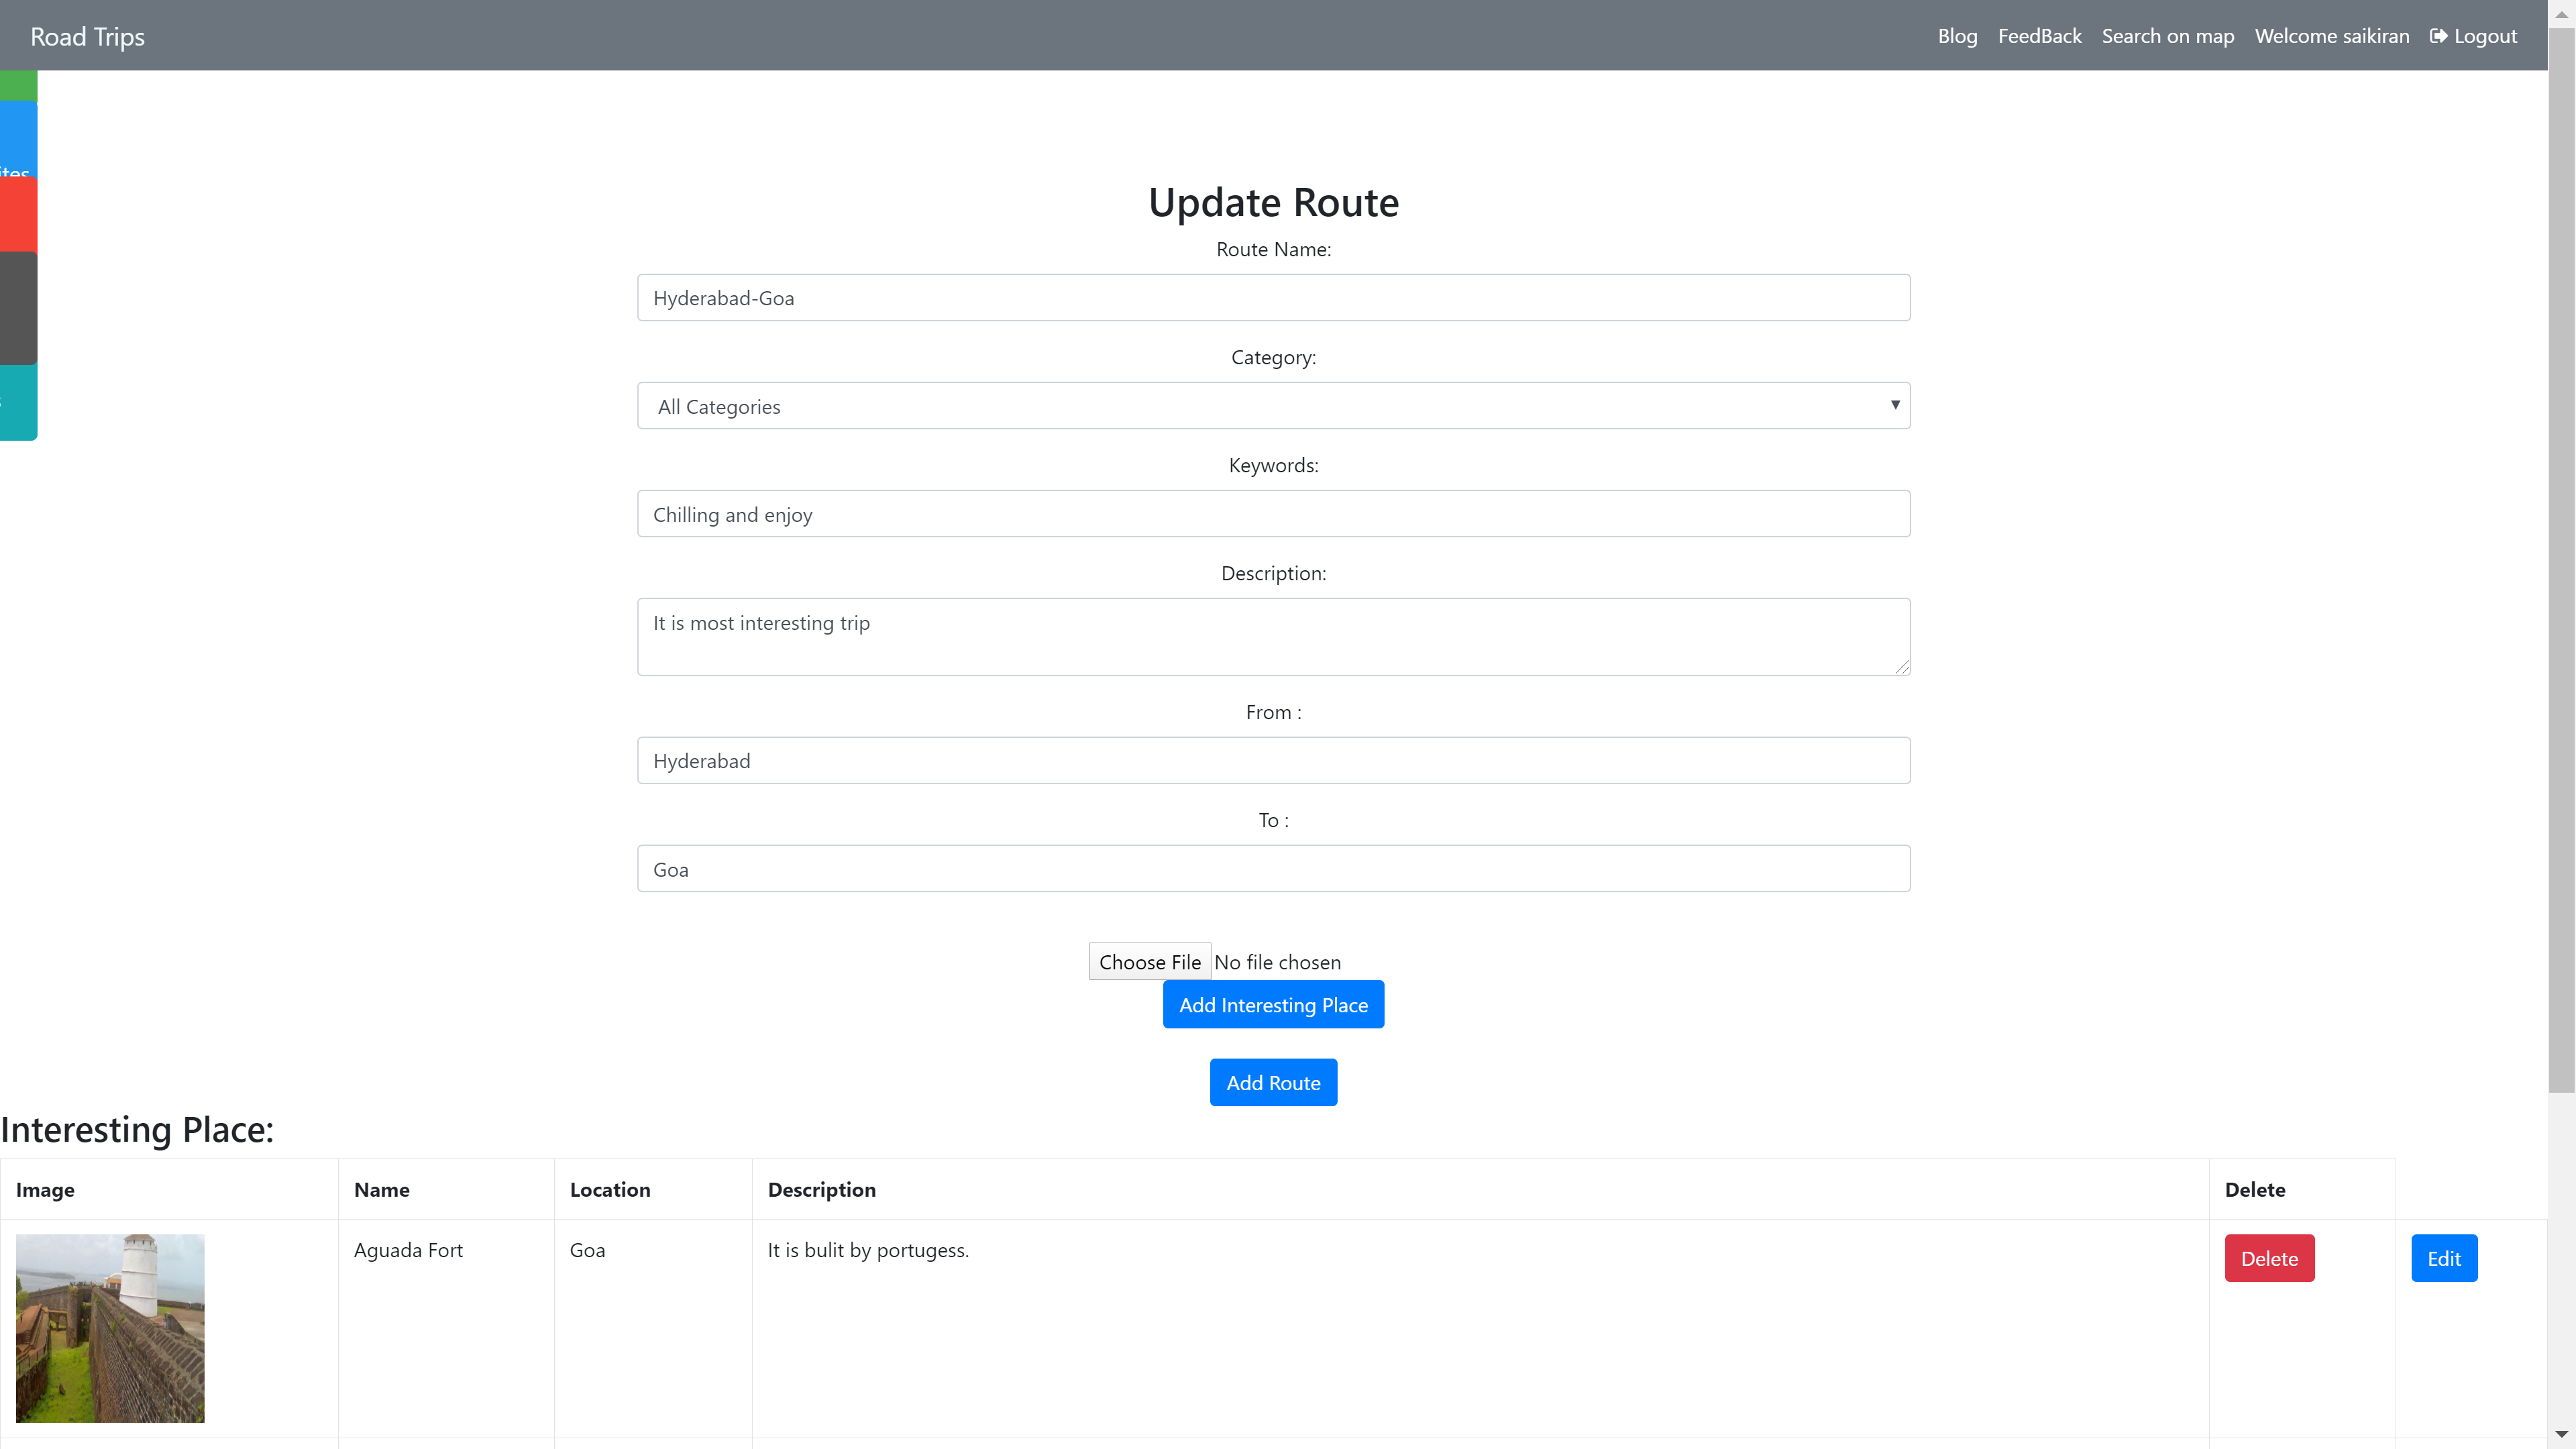 Road Trips
Blog FeedBack Search on map Welcome saikiran Logout
Update Route
Route Name:
Hyderabad-Goa
Category:
All Categories
Keywords:
Chilling and enjoy
Description:
It is most interesting trip
From :
Hyderabad
To :
Goa
Choose File No file chosen
Add Interesting Place
Add Route
Interesting Place:
Image Name Location Description Delete
Aguada Fort Goa It is bulit by portugess. Delete Edit